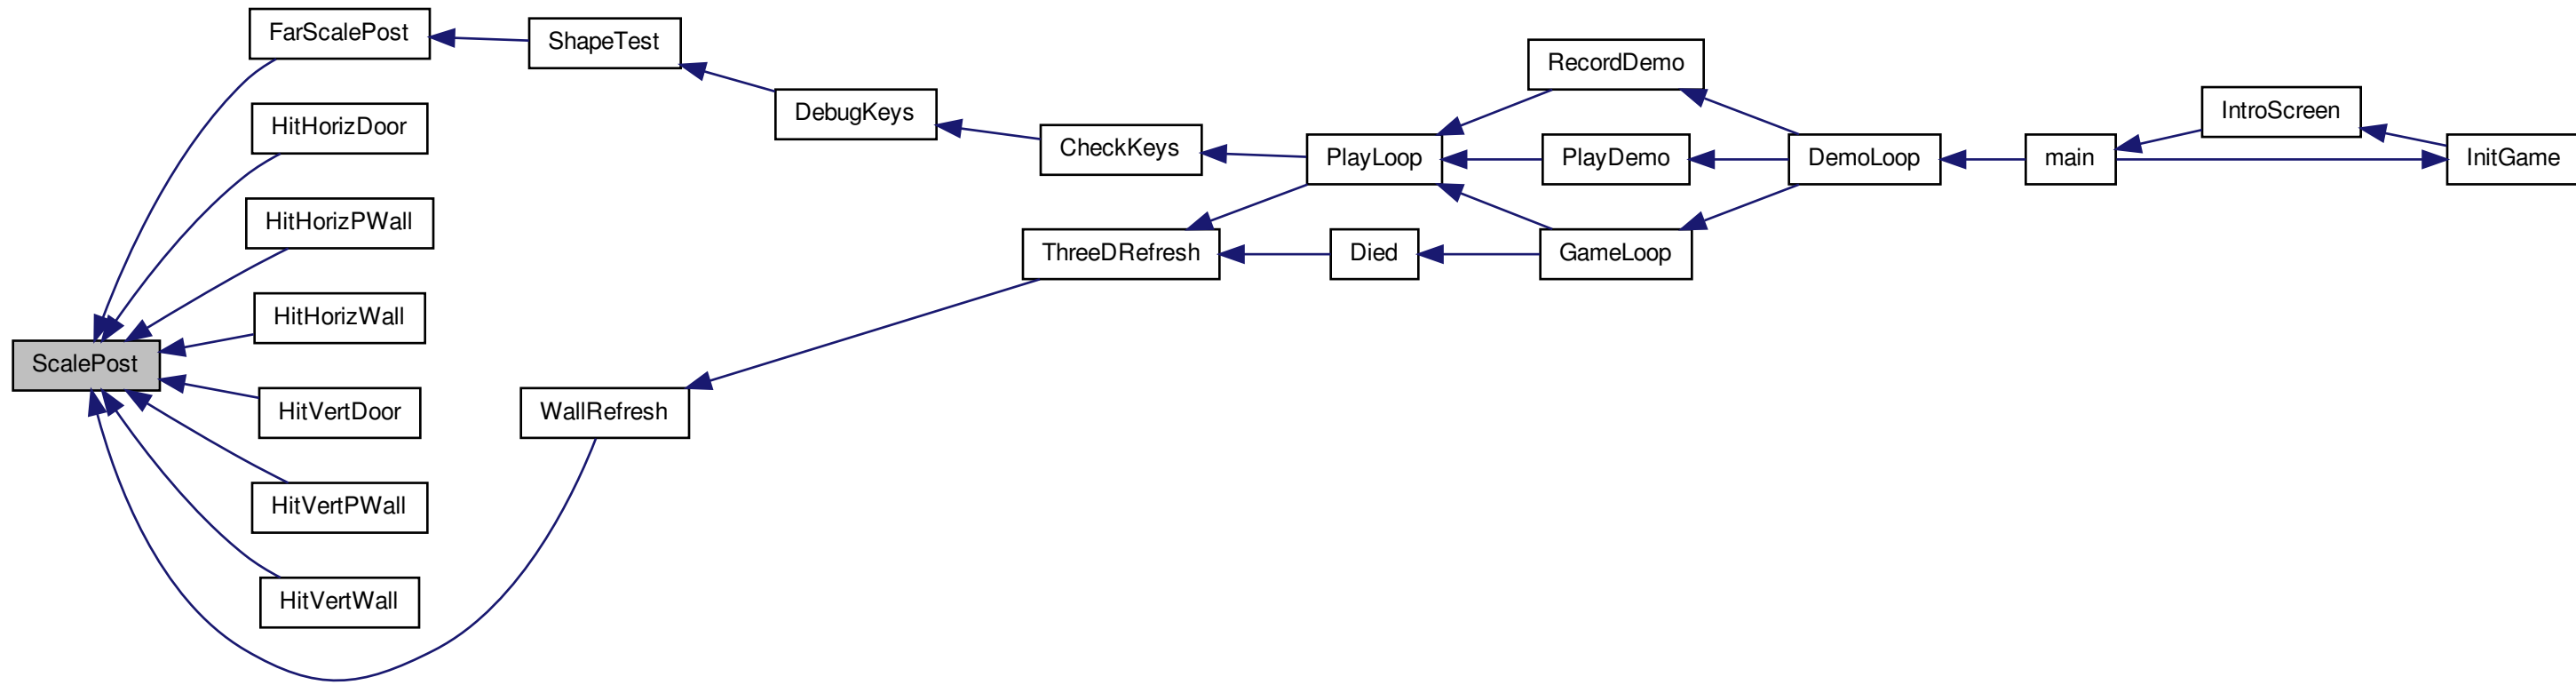 FarScalePost
ShapeTest
RecordDemo
IntroScreen
DebugKeys
HitHorizDoor
CheckKeys
PlayLoop
PlayDemo
DemoLoop
main
InitGame
HitHorizPWall
ThreeDRefresh
Died
GameLoop
HitHorizWall
ScalePost
HitVertDoor
WallRefresh
HitVertPWall
HitVertWall